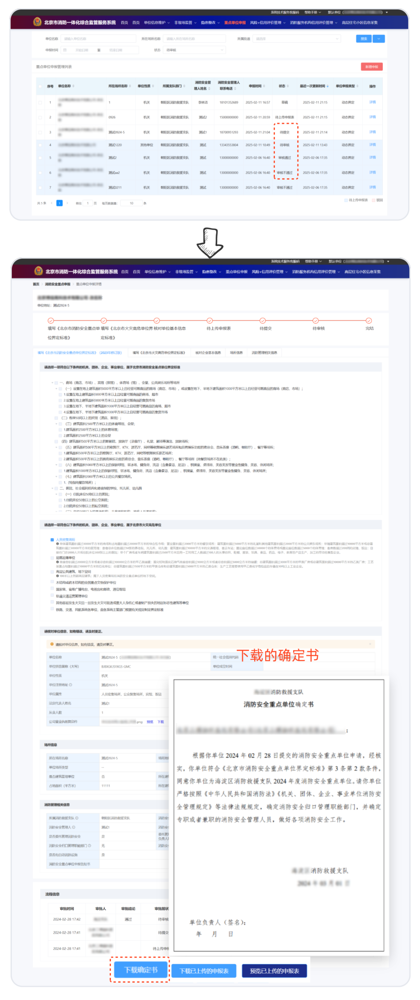 系统技术服务客服码 帮助手册 默认单位 (
北京市消防一体化综合监管服务系统 首页 首页 单位信息维护 非现场监管 隐患整改 重点单位申报 风险+信用评价管理 消防服务机构信用评价管理 高层住宅小区信息采集
单位名称 请输入单位名称 所在场所名称 请输入所在场所名称 所属街道 请选择 搜索
申报时间 开始日期 至 结束日期 状态 待审核
重点单位申报管理列表 新增申报
序号 单位名称 所在场所名称 单位性质 所属支队部门 消防安全管理人姓名 消防安全管理人联系电话 申报时间 状态 最近一次更新时间 单位申报类型 操作
1 1 机关 朝阳区消防救援支队 李林洁 18101352689 2025-02-11 16:57 草稿 2025-02-11 21:15 动态界定 详情
2 0926 机关 朝阳区消防救援支队 测试2 15000000000 2025-02-11 20:59 待上传申报表 2025-02-11 21:15 动态界定 详情
3 测试0924-5 机关 朝阳区消防救援支队 测试1 18700951293 2025-02-11 21:04 待提交 2025-02-11 21:14 动态界定 详情
4 测试1220 其他单位 朝阳区消防救援支队 测试 13343553804 2025-02-11 10:49 待审核 2025-02-11 13:43 动态界定 详情
5 测试2 机关 朝阳区消防救援支队 测试 13000000000 2025-02-06 16:40 审核通过 2025-02-06 17:35 动态界定 详情
6 测试aa2 机关 朝阳区消防救援支队 测试 13000000000 2025-02-06 16:40 审核不通过 2025-02-06 17:35 动态界定 详情
7 测试0211 机关 朝阳区消防救援支队 测试 13000000000 2025-02-06 16:40 审核不通过 2025-02-06 17:35 动态界定 详情
共 5 条 1 前往 1 页 每页数据量: 10 条 待上传申报表 驳回
系统技术服务客服码 帮助手册 默认单位 (
北京市消防一体化综合监管服务系统 首页 首页 单位信息维护 非现场监管 隐患整改 重点单位申报 风险+信用评价管理 消防服务机构信用评价管理 高层住宅小区信息采集
首页 消防安全重点申报 重点单位申报详情
单位地址: 测试0924-5
填写《北京市消防安全重点单位界定标准》 填写《北京市火灾高危单位界定标准》 核对单位基本信息 待上传申报表 待提交 待审核 完结
填写《北京市消防安全重点单位界定标准》(2023年修订版) 填写《北京市火灾高危单位界定标准》 核对企业基本信息 场所信息 消防管理相关信息
请选择一项符合以下条件的机关、团体、企业、事业单位,属于北京市消防安全重点单位界定标准
一、商场(商店、市场)、宾馆(旅馆)、体育场(馆)、会堂、公共娱乐场所等场所
(一)设置在地上建筑面积3000平方米以上且经营可燃商品的商场(商店、市场),或设置在地下、半地下建筑面积1000平方米以上且经营可燃商品的商场(商店、市场);
1.设置在地上建筑面积3000平方米以上且经营可燃商品的商场、超市
2.设置在地上建筑面积3000平方米以上且经营可燃商品的集贸市场
3.设置在地下、半地下建筑面积1000平方米以上且经营可燃商品的商场、超市
4.设置在地下、半地下建筑面积1000平方米以上且经营可燃商品的集贸市场
(二)客房50间以上的宾馆(酒店、旅馆);
(三)建筑面积2500平方米以上的体育场馆、会堂;
1.建筑面积2500平方米以上的体育场馆;
2.建筑面积2500平方米以上的会堂
(四)建筑面积500平方米以上的影剧院、放映厅(录像厅)、礼堂、剧场等演出、放映场所;
(五)建筑面积500平方米以上的歌舞厅、KTV、游艺厅、网吧等歌舞娱乐游艺场所和具有娱乐功能的夜总会、音乐茶座(酒吧、咖啡厅)、餐厅等场所;
1.建筑面积500平方米以上的歌舞厅、KTV、游艺厅、网吧等歌舞娱乐游艺场所;
2.建筑面积500平方米以上的具有娱乐功能的夜总会、音乐茶座(酒吧、咖啡厅)、餐厅等场所(纯餐饮场所不在此类);
(六)建筑面积1000平方米以上的保龄球馆、旱冰场、健身房、洗浴(含桑拿浴、足浴)、棋牌室、桌球房、美容美发等营业性健身、美容、休闲场所;
1.建筑面积1000平方米以上的保龄球馆、旱冰场、健身房、洗浴(含桑拿浴、足浴)、棋牌室、桌球房、美容美发等营业性健身、美容、休闲场所;
(七)建筑面积2000平方米以上的公共餐饮场所。
1.(特指纯餐饮场所);
二、医院、社会福利机构和寄宿制的学校、托儿所、幼儿园
(一)住院床位50张以上的医院;
1.住院床位50张以上的公立医院;
2.住院床位50张以上的私立医院;
请选择一项符合以下条件的机关、团体、企业、事业单位,属于北京市火灾高危单位
人员密集场所
易燃易爆单位
高层公共建筑、地下空间
100米以上的超高层建筑;属于人员密集场所消防安全重点单位的地下空间。
木结构或砖木结构的全国重点文物保护单位
国家级、省级广播电台、电视台和邮政、通信枢纽
轨道交通运营管理单位
其他容易发生火灾且一旦发生火灾可能造成重大人身伤亡或者财产损失的地区标志性建筑等单位
铁路、交通、民航系统各单位,由各系统主管部门根据有关规定制定界定标准
请核对单位信息,如有错误,请及时更正。
请核对单位信息,如有错误,请及时更正。
下载的确定书
单位名称 测试0924-5 ( ) 统一社会信用代码
单位拼音简称(大写) BJBXGKJSYXGS-GMC 单位成立时间
单位性质 机关
单位注册地址 测试0924-5
单位属性 人员密集场所, 公众聚集场所, 宾馆、饭店
法定代表人姓名 测试1
从业人数 1
公司营业执照复印件 .png 预览 下载
场所信息
所在场所名称 测试0924-5 场所地
单位场所类型 --
是否建筑管理单位 否 所在建
占地面积(平方米) 11111 所在建
消防管理相关信息
所属消防救援支队 朝阳区消防救援支队 消防安
消防安全管理人 测试1 消防安
是否委托管理消防安全 是 委托管 负责人
消防安全归口管理职能部门 无 消防安
是否有自动消防设施 是
消防安全重点单位申报告知书
流程信息
审批时间 审批人 审批结论 审批前状
2024-02-28 17:42 通过 待审核
2024-02-28 17:41 待提交
2024-02-28 17:41 待上传申
消防救援支队
消防安全重点单位确定书
:
根据你单位 2024 年 02 月 28 日提交的消防安全重点单位申请,经核
实,你单位符合《北京市消防安全重点单位界定标准》第 3 条第 2 款条件,
同意你单位为海淀区消防救援支队 2024 年度消防安全重点单位。请你单位
严格按照《中华人民共和国消防法》《机关、团体、企业、事业单位消防安
全管理规定》等法律法规规定,确定消防安全归口管理职能部门,并确定
专职或者兼职的消防安全管理人员,做好各项消防安全工作。
消防救援支队
单位负责人(签名):
年 月 日
下载确定书 下载已上传的申报表 预览已上传的申报表